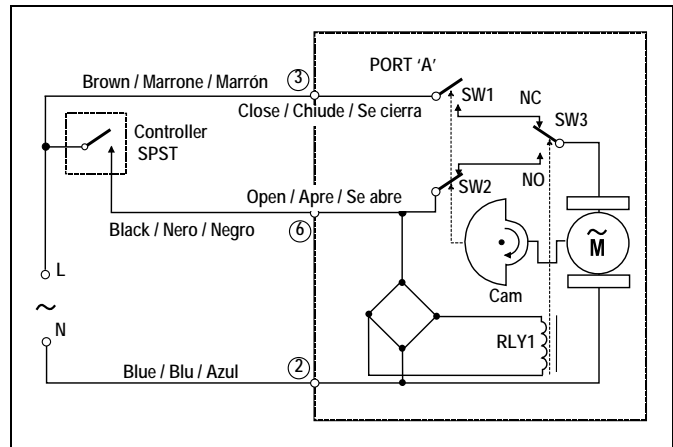 PORT 'A'
Brown / Marrone / Marrón
3
Close / Chiude / Se cierra
SW1
NC
SW3
Controller
SPST
Open / Apre / Se abre
SW2
NO
Black / Nero / Negro
6
L
~
N
Cam
~
M
RLY1
Blue / Blu / Azul
2